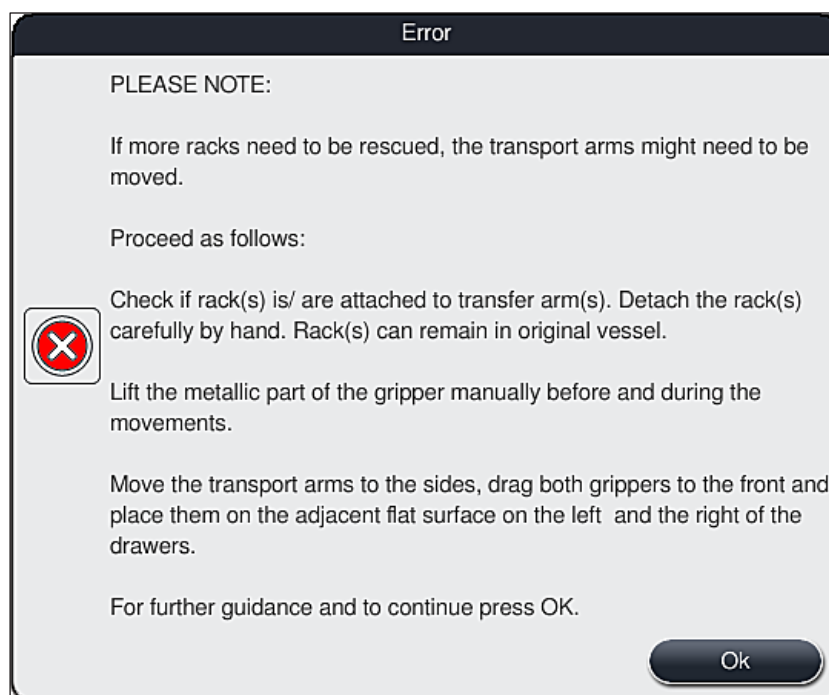 Error
PLEASE NOTE:
If more racks need to be rescued, the transport arms might need to be
moved.
Proceed as follows:
Check if rack(s) is/ are attached to transfer arm(s). Detach the rack(s)
carefully by hand. Rack(s) can remain in original vessel.
Lift the metallic part of the gripper manually before and during the
movements.
Move the transport arms to the sides, drag both grippers to the front and
place them on the adjacent flat surface on the left  and the right of the
drawers.
For further guidance and to continue press OK.
Ok